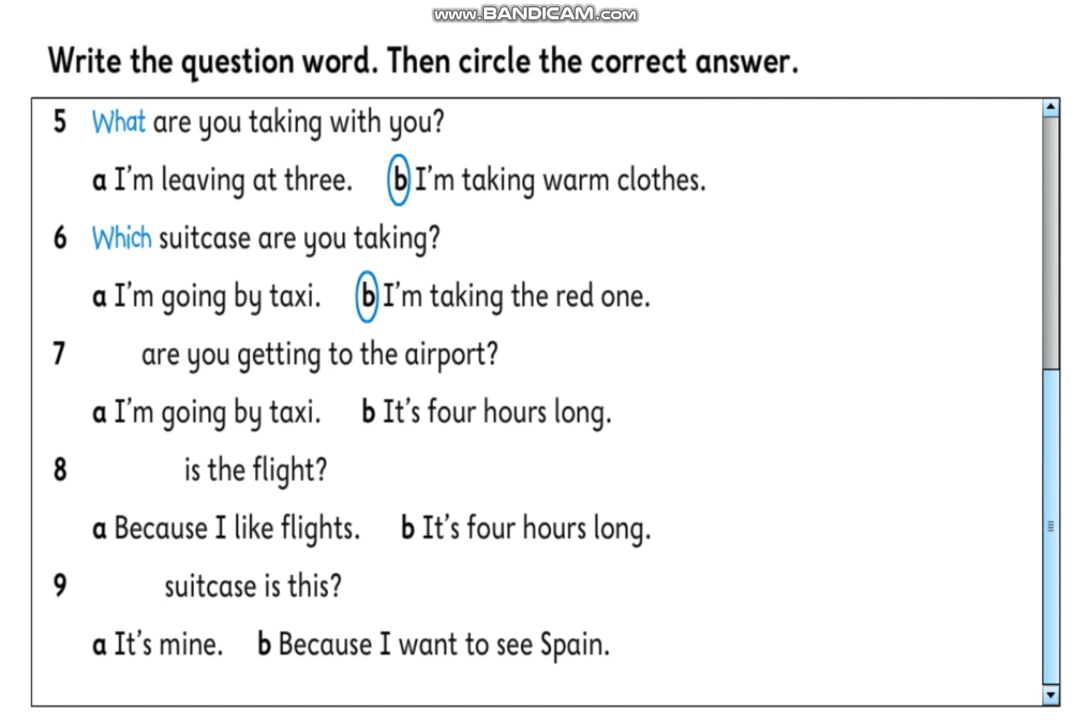 www.BANDICAM.com
Write the question word. Then circle the correct answer.
5 What are you taking with you?
a I'm leaving at three. b I'm taking warm clothes.
6 Which suitcase are you taking?
a I'm going by taxi. b I'm taking the red one.
7 are you getting to the airport?
a I'm going by taxi. b It's four hours long.
8 is the flight?
a Because I like flights. b It's four hours long.
9 suitcase is this?
a It's mine. b Because I want to see Spain.